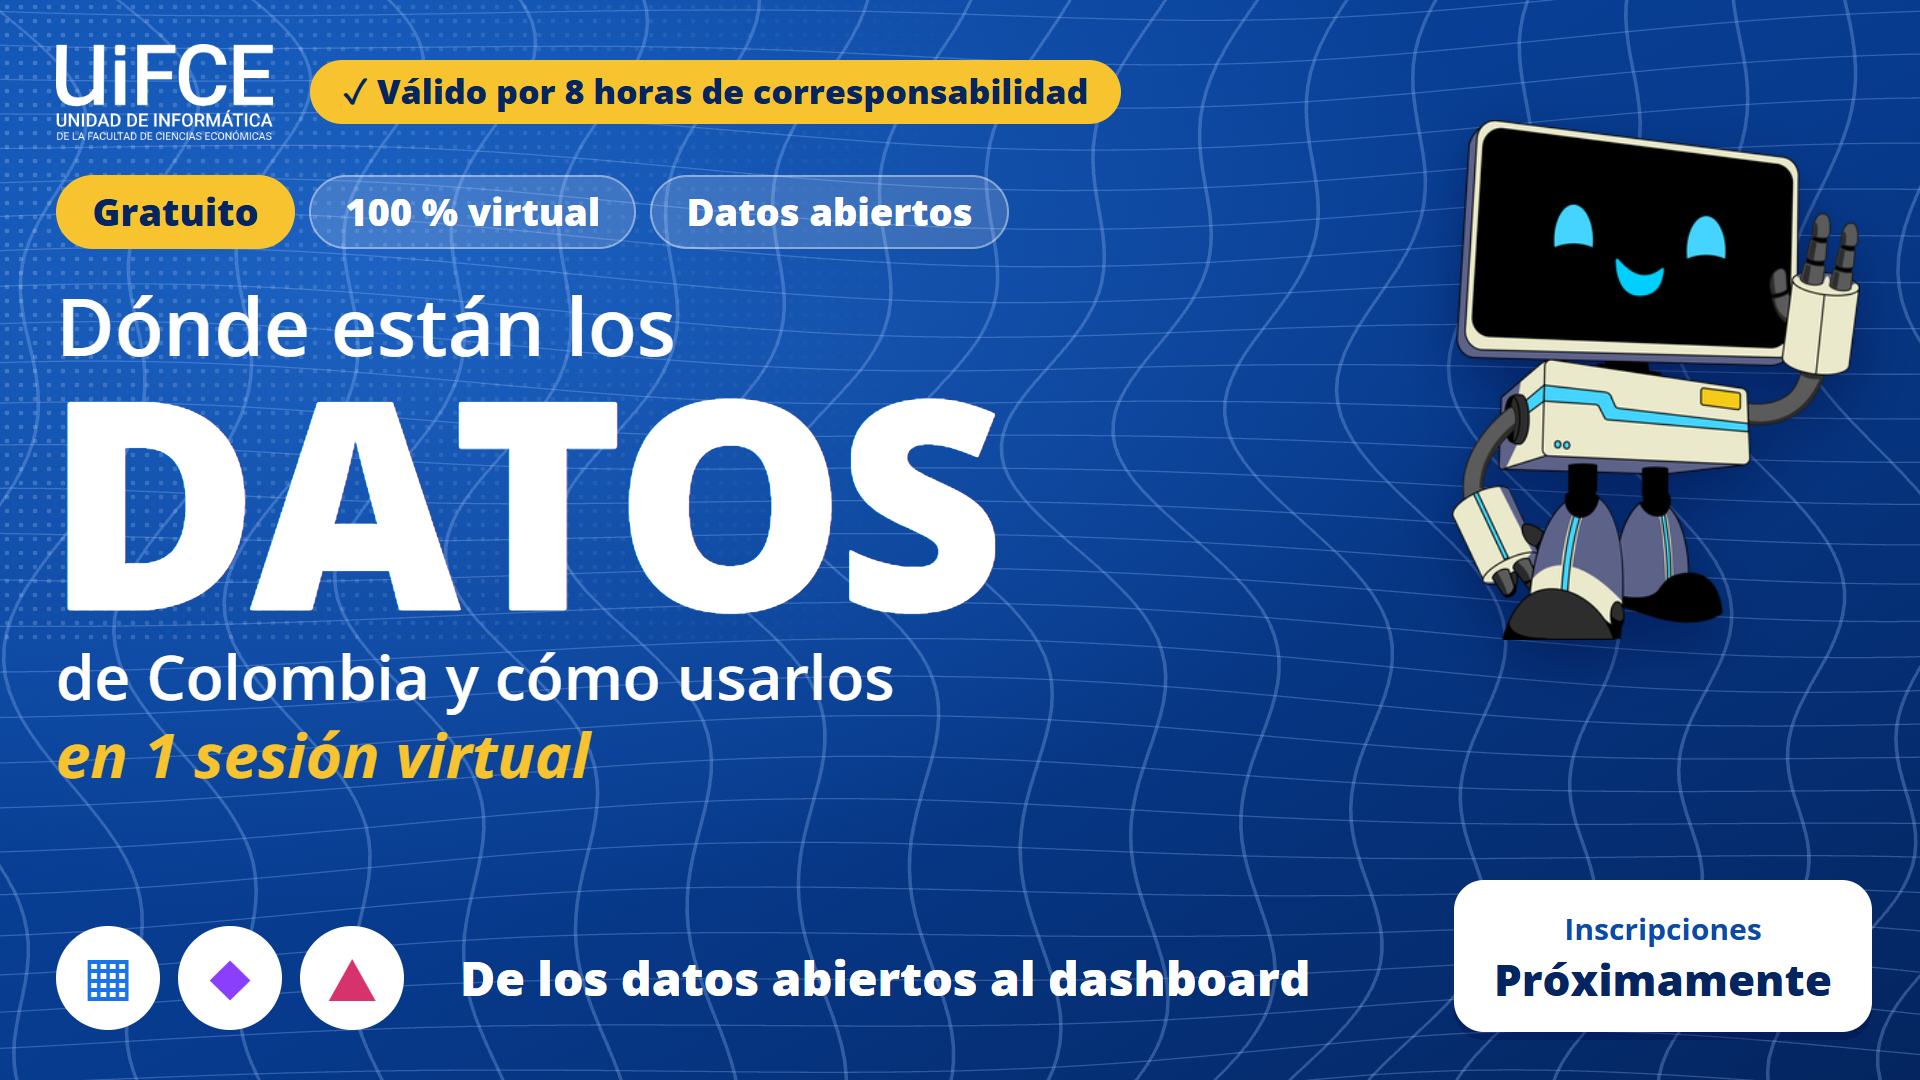 UiFCE
UNIDAD DE INFORMÁTICA
DE LA FACULTAD DE CIENCIAS ECONÓMICAS
✓ Válido por 8 horas de corresponsabilidad
Gratuito
100 % virtual
Datos abiertos
Dónde están los
DATOS
de Colombia y cómo usarlos
en 1 sesión virtual
De los datos abiertos al dashboard
Inscripciones
Próximamente